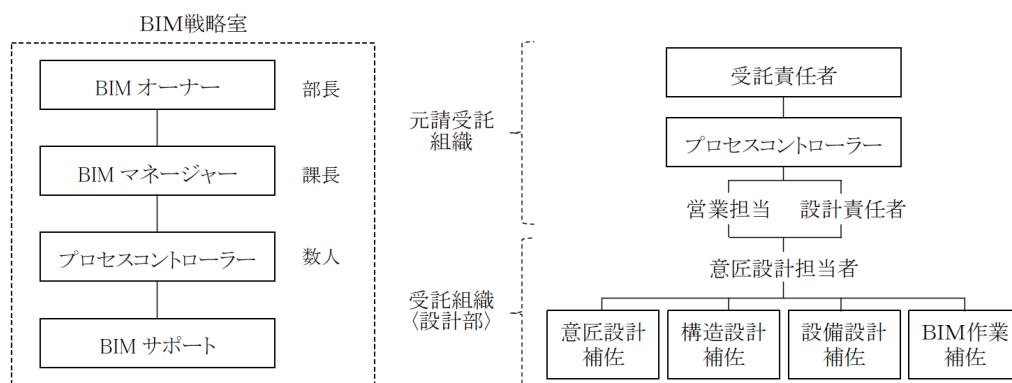 BIM戦略室
BIM オーナー
部長
BIM マネージャー
課長
プロセスコントローラー
数人
BIM サポート
元請受託
組織
受託責任者
プロセスコントローラー
営業担当
設計責任者
受託組織
〈設計部〉
意匠設計担当者
意匠設計
補佐
構造設計
補佐
設備設計
補佐
BIM作業
補佐